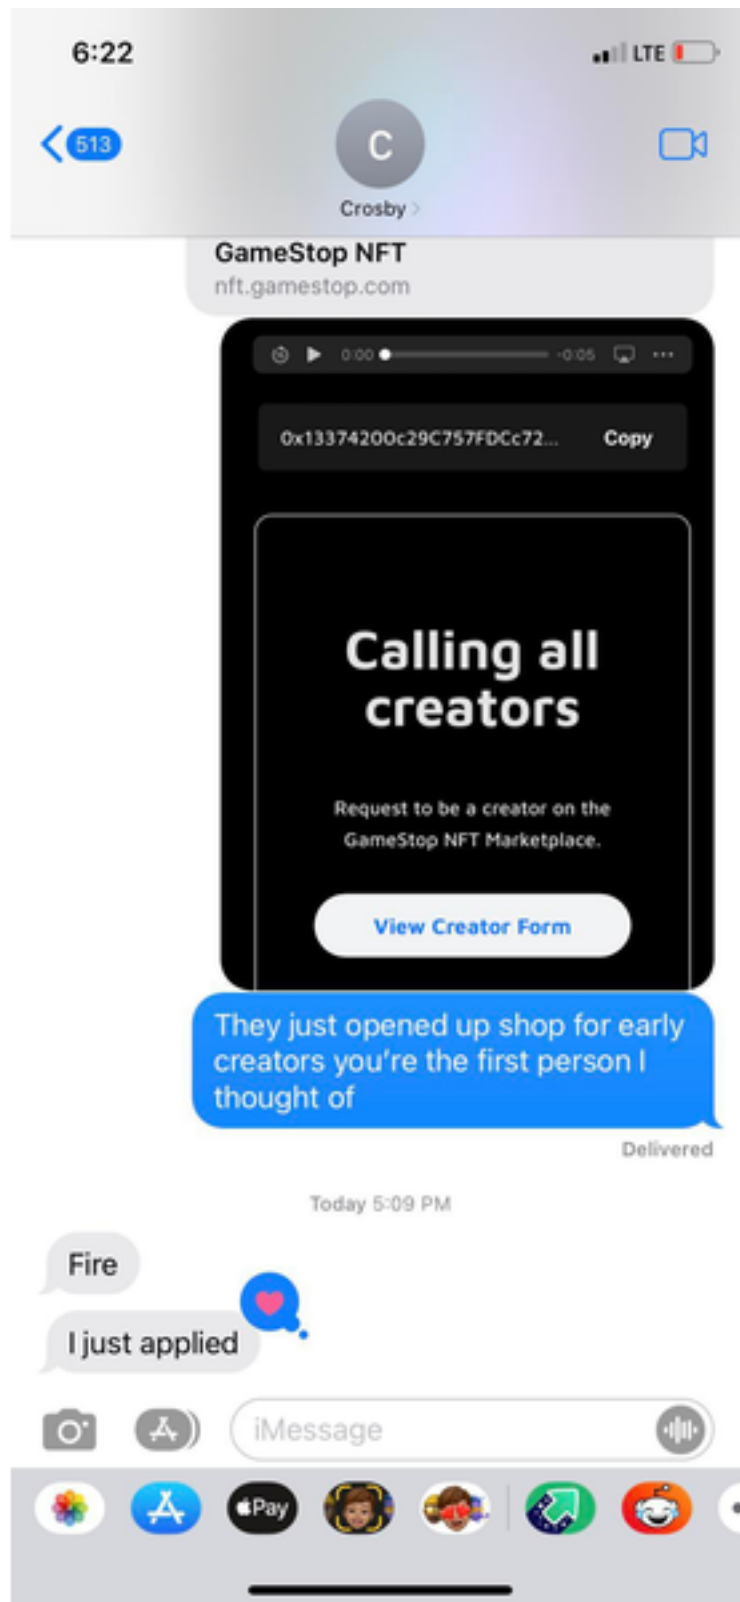 6:22
LTE
513
C
Crosby
GameStop NFT
nft.gamestop.com
0:00
-0:05
0x13374200c29C757FDCc72...
Copy
Calling all
creators
Request to be a creator on the
GameStop NFT Marketplace.
View Creator Form
They just opened up shop for early
creators you're the first person I
thought of
Delivered
Today 5:09 PM
Fire
I just applied
iMessage
Pay